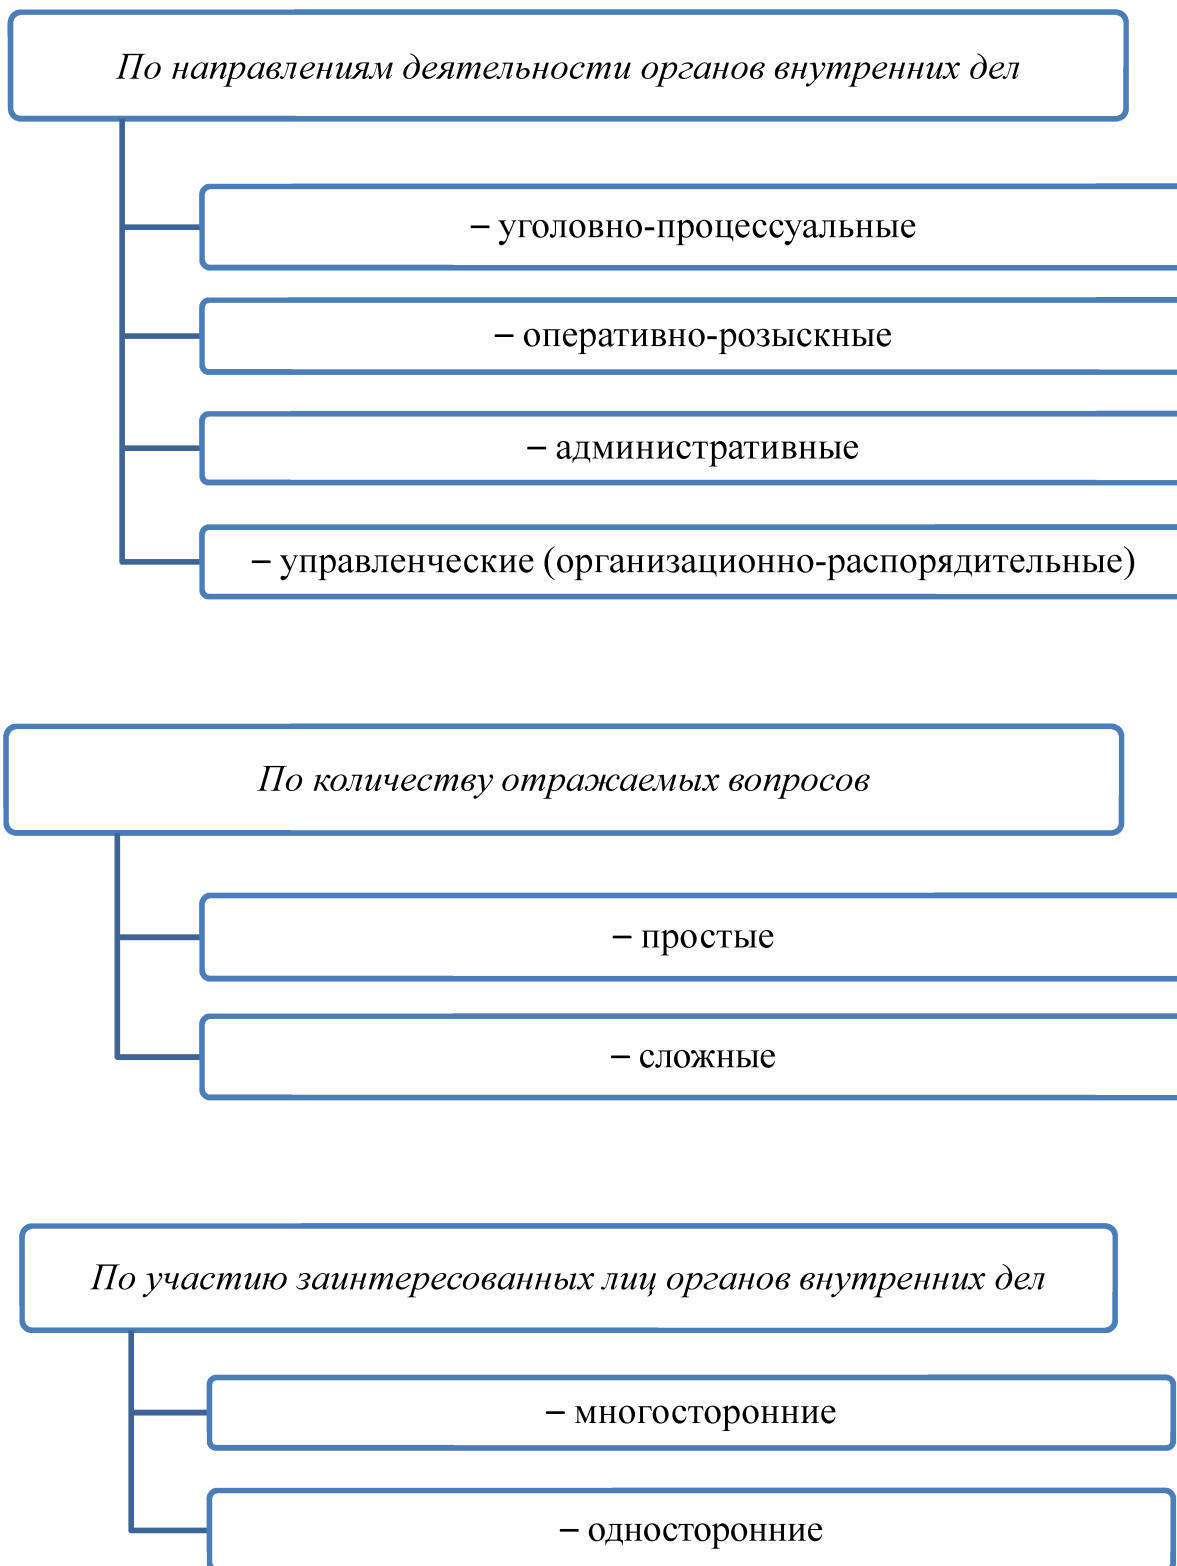 По направлениям деятельности органов внутренних дел
– уголовно-процессуальные
– оперативно-розыскные
– административные
– управленческие (организационно-распорядительные)
По количеству отражаемых вопросов
– простые
– сложные
По участию заинтересованных лиц органов внутренних дел
– многосторонние
– односторонние